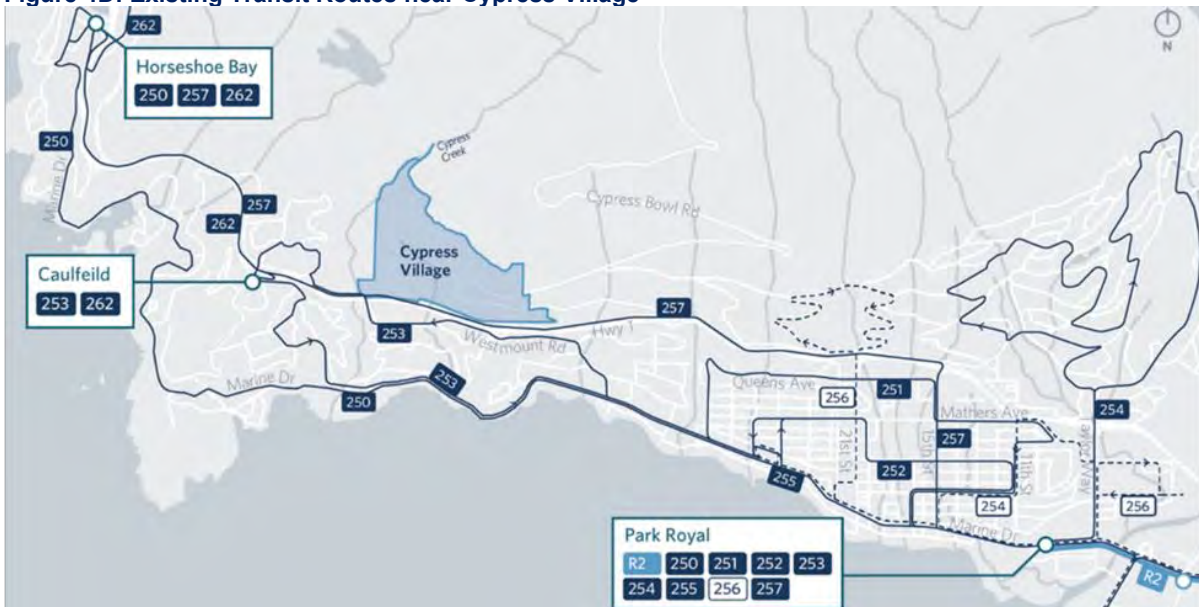 Figure 4B: Existing Transit Routes near Cypress Village
262
N
Horseshoe Bay
250 257 262
250
Marine Dr
Cypress
Creek
257
262
Cypress Bowl Rd
Cypress
Village
Caulfeild
253 262
257
253
Hwy 1
Westmount Rd
253
Marine Dr
250
Queens Ave
256
251
254
Mathers Ave
21st St
15th St
257
11th St
252
255
254
256
Marine Dr
Park Royal
R2 250 251 252 253
254 255 256 257
R2